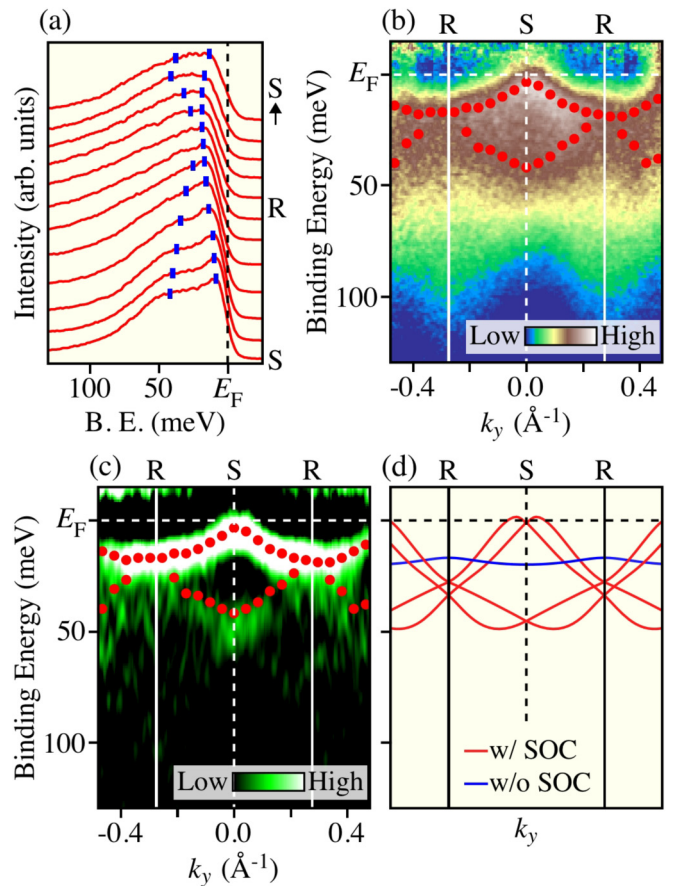 (a)
Intensity (arb. units)
S
R
S
100
50
E_F
B. E. (meV)
(b)
R
S
R
E_F
50
100
Binding Energy (meV)
Low
High
-0.4
0.0
0.4
k_y (Å⁻¹)
(c)
R
S
R
E_F
50
100
Binding Energy (meV)
Low
High
-0.4
0.0
0.4
k_y (Å⁻¹)
(d)
R
S
R
w/ SOC
w/o SOC
k_y